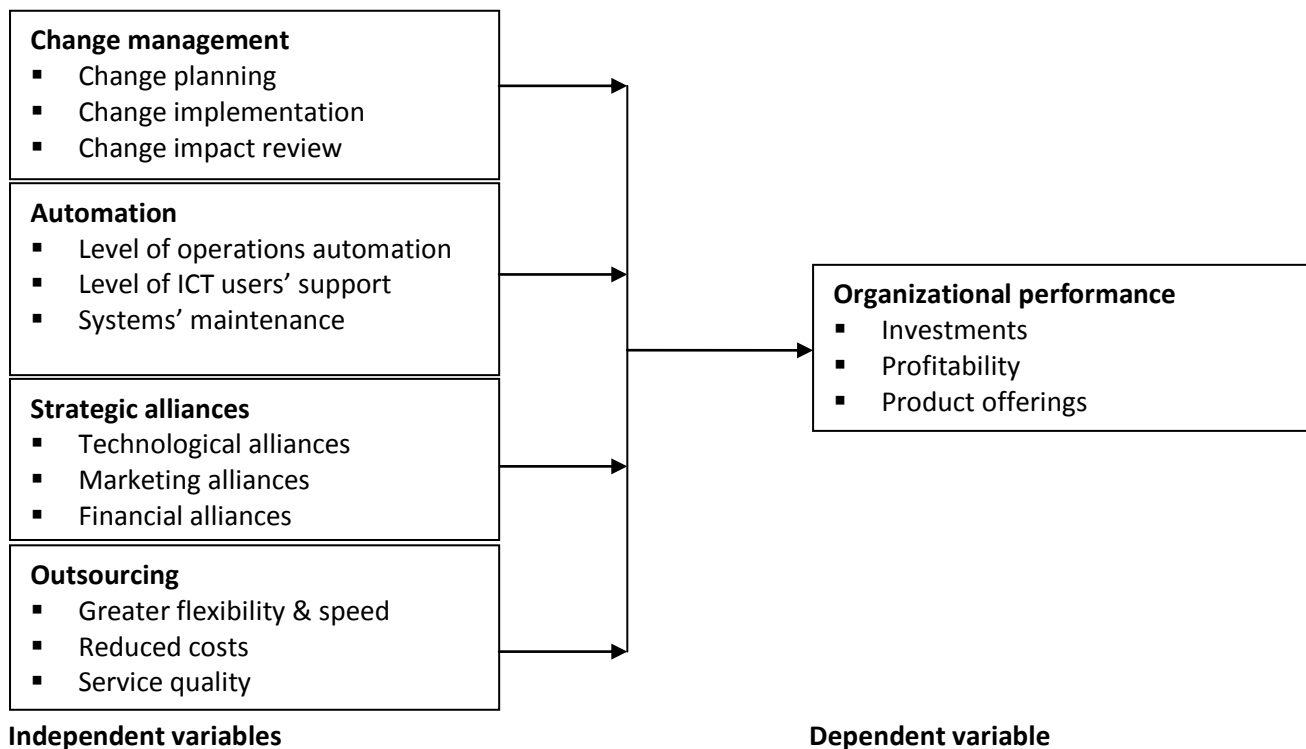 Change management
▪ Change planning
▪ Change implementation
▪ Change impact review
Automation
▪ Level of operations automation
▪ Level of ICT users’ support
▪ Systems’ maintenance
Strategic alliances
▪ Technological alliances
▪ Marketing alliances
▪ Financial alliances
Outsourcing
▪ Greater flexibility & speed
▪ Reduced costs
▪ Service quality
Independent variables
Organizational performance
▪ Investments
▪ Profitability
▪ Product offerings
Dependent variable